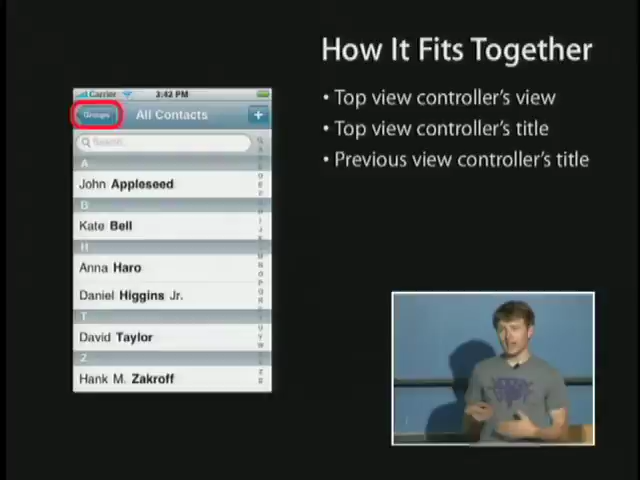 How It Fits Together
• Top view controller's view
• Top view controller's title
• Previous view controller's title
Carrier 3:42 PM
Groups All Contacts +
Search
A
John Appleseed
B
Kate Bell
H
Anna Haro
Daniel Higgins Jr.
T
David Taylor
Z
Hank M. Zakroff